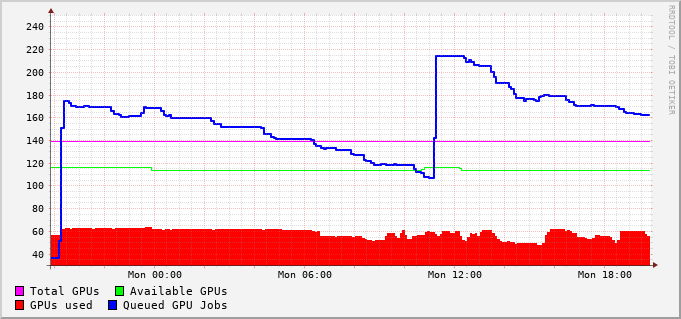 RRDTOOL / TOBI OETIKER
240
220
200
180
160
140
120
100
80
60
40
Mon 00:00 Mon 06:00 Mon 12:00 Mon 18:00
Total GPUs Available GPUs
GPUs used Queued GPU Jobs